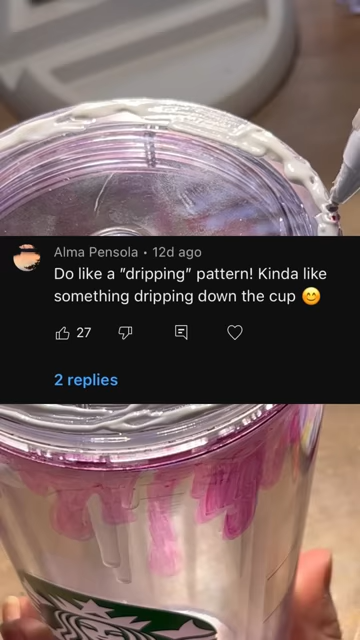 Alma Pensola • 12d ago
Do like a "dripping" pattern! Kinda like
something dripping down the cup 😊
27
2 replies